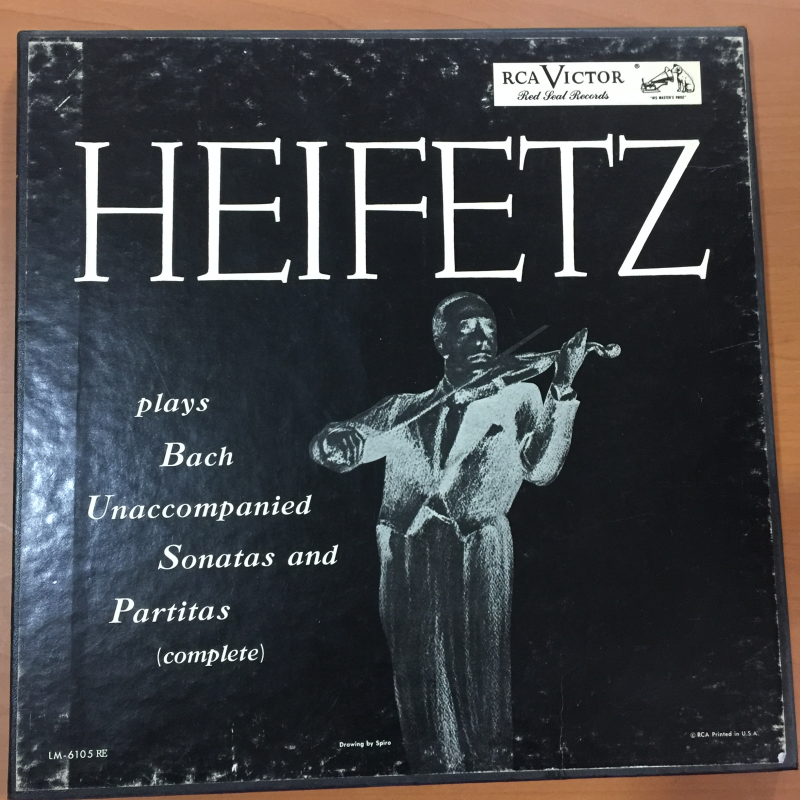 RCA VICTOR ®
Red Seal Records
"HIS MASTER'S VOICE"
HEIFETZ
plays
Bach
Unaccompanied
Sonatas and
Partitas
(complete)
LM-6105 RE
Drawing by Spiro
© RCA Printed in U.S.A.